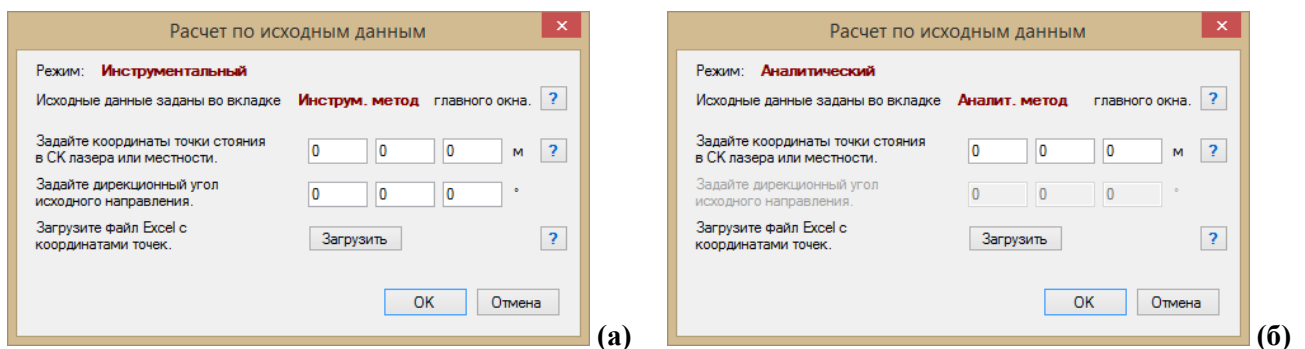 Расчет по исходным данным
×
Режим: Инструментальный
Исходные данные заданы во вкладке Инструм. метод главного окна. ?
Задайте координаты точки стояния
в СК лазера или местности.
0 0 0 м ?
Задайте дирекционный угол
исходного направления.
0 0 0 °
Загрузите файл Excel с
координатами точек.
Загрузить ?
OK Отмена
(а)
Расчет по исходным данным
×
Режим: Аналитический
Исходные данные заданы во вкладке Аналит. метод главного окна. ?
Задайте координаты точки стояния
в СК лазера или местности.
0 0 0 м ?
Задайте дирекционный угол
исходного направления.
0 0 0 °
Загрузите файл Excel с
координатами точек.
Загрузить ?
OK Отмена
(б)